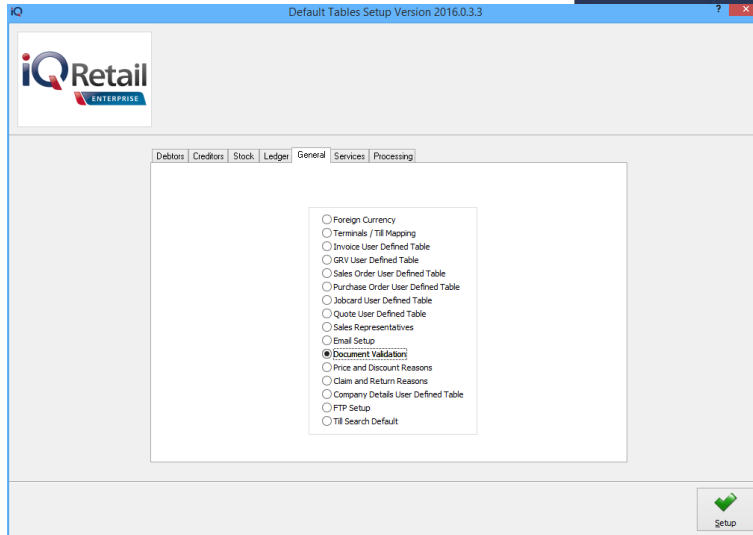 iQ Default Tables Setup Version 2016.0.3.3 ? ×
iQ Retail
ENTERPRISE
Debtors Creditors Stock Ledger General Services Processing
Foreign Currency
Terminals / Till Mapping
Invoice User Defined Table
GRV User Defined Table
Sales Order User Defined Table
Purchase Order User Defined Table
Jobcard User Defined Table
Quote User Defined Table
Sales Representatives
Email Setup
Document Validation
Price and Discount Reasons
Claim and Return Reasons
Company Details User Defined Table
FTP Setup
Till Search Default
Setup